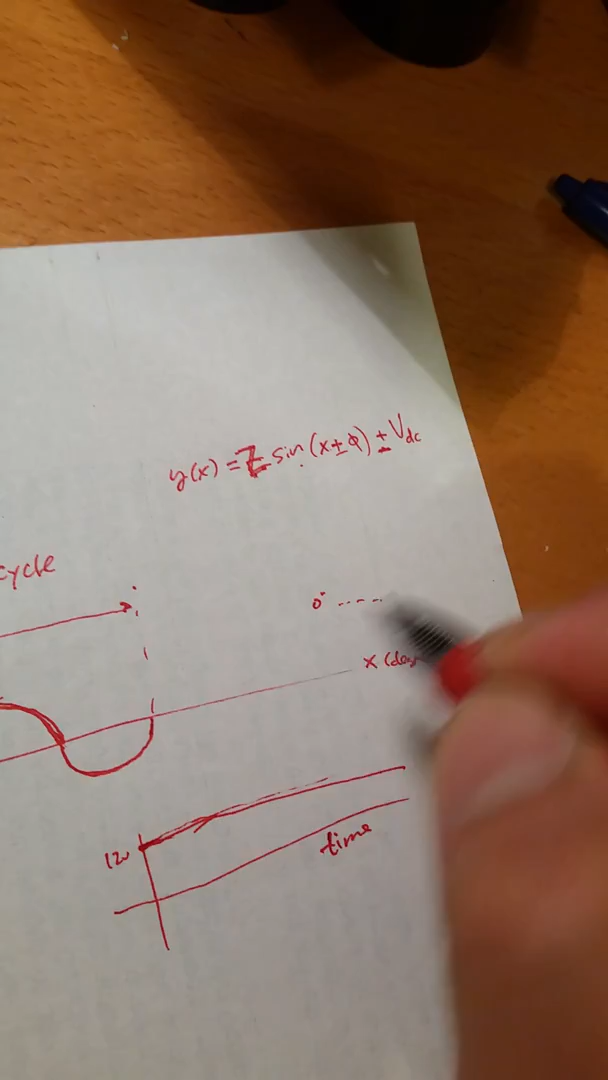 y(x) = Z sin (x ± φ) ± Vdc
cycle
0° -----
x (deg
12v
time